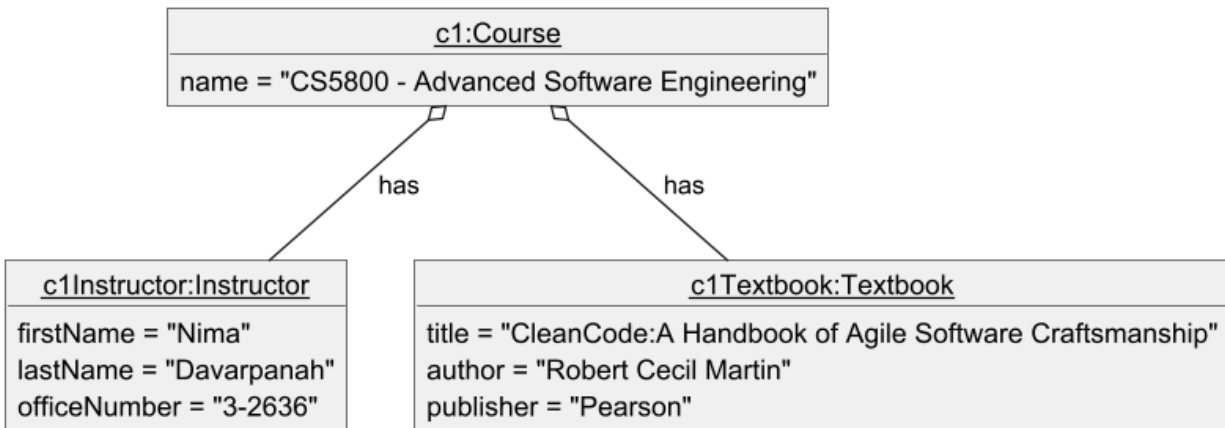 c1:Course
name = "CS5800 - Advanced Software Engineering"
has
has
c1Instructor:Instructor
firstName = "Nima"
lastName = "Davarpanah"
officeNumber = "3-2636"
c1Textbook:Textbook
title = "CleanCode:A Handbook of Agile Software Craftsmanship"
author = "Robert Cecil Martin"
publisher = "Pearson"